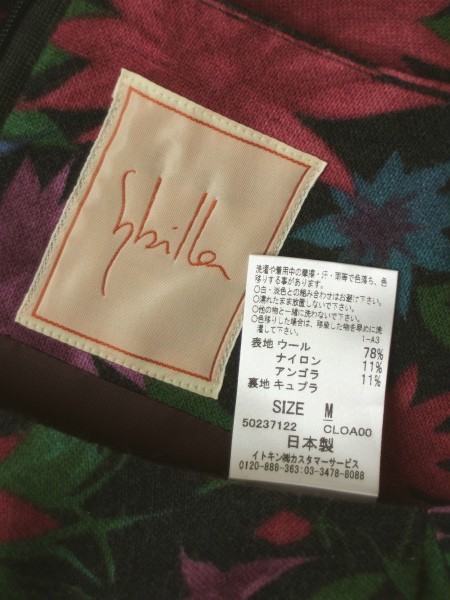 Sybilla
洗濯や着用中の摩擦・汗・雨等で色落ち、色
移りする事があります。
○白・淡色との組み合わせはお避け下さい。
○濡れたまま放置しないで下さい。
○他の物と一緒に洗わないで下さい。
○色移りした場合は、移染した物を早めに洗
濯して下さい。
1-A3
表地 ウール 78%
ナイロン 11%
アンゴラ 11%
裏地 キュプラ
SIZE M
50237122 CLOA00
日本製
イトキン㈱カスタマーサービス
0120-888-363:03-3478-8088